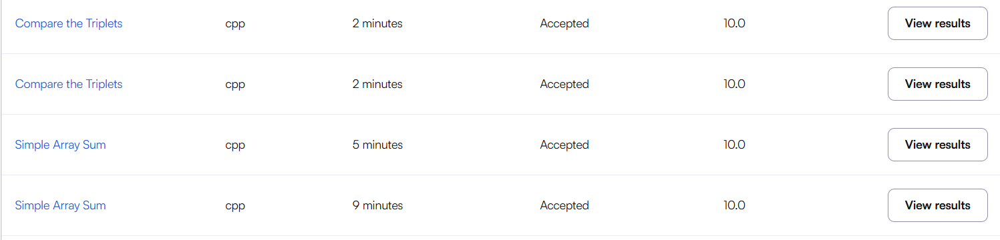 Compare the Triplets cpp 2 minutes Accepted 10.0 View results
Compare the Triplets cpp 2 minutes Accepted 10.0 View results
Simple Array Sum cpp 5 minutes Accepted 10.0 View results
Simple Array Sum cpp 9 minutes Accepted 10.0 View results